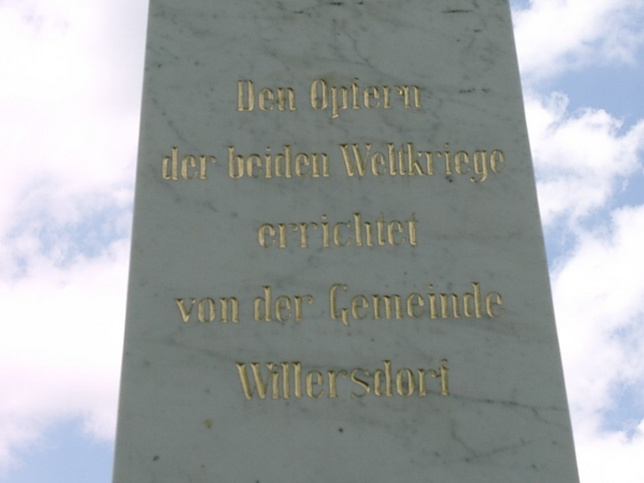 Den Opfern
der beiden Weltkriege
errichtet
von der Gemeinde
Willersdorf